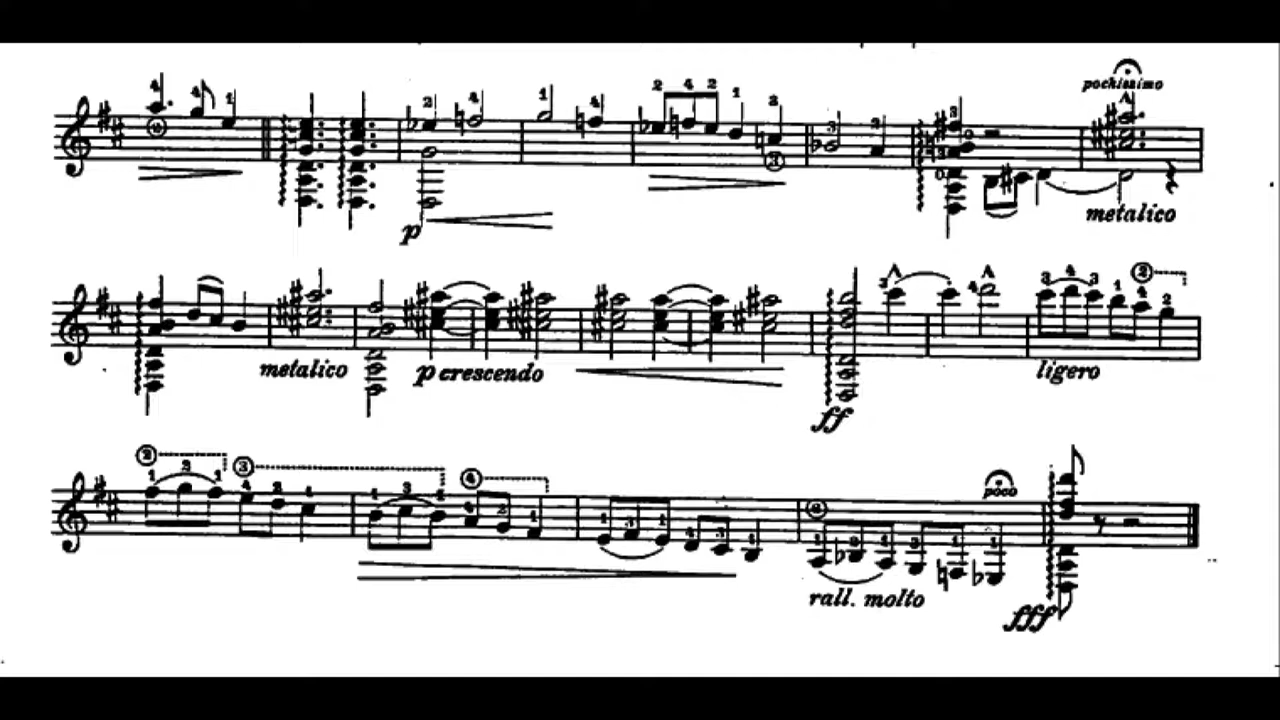 pochissimo
p
metalico
metalico
p crescendo
ligero
ff
poco
rall. molto
fff